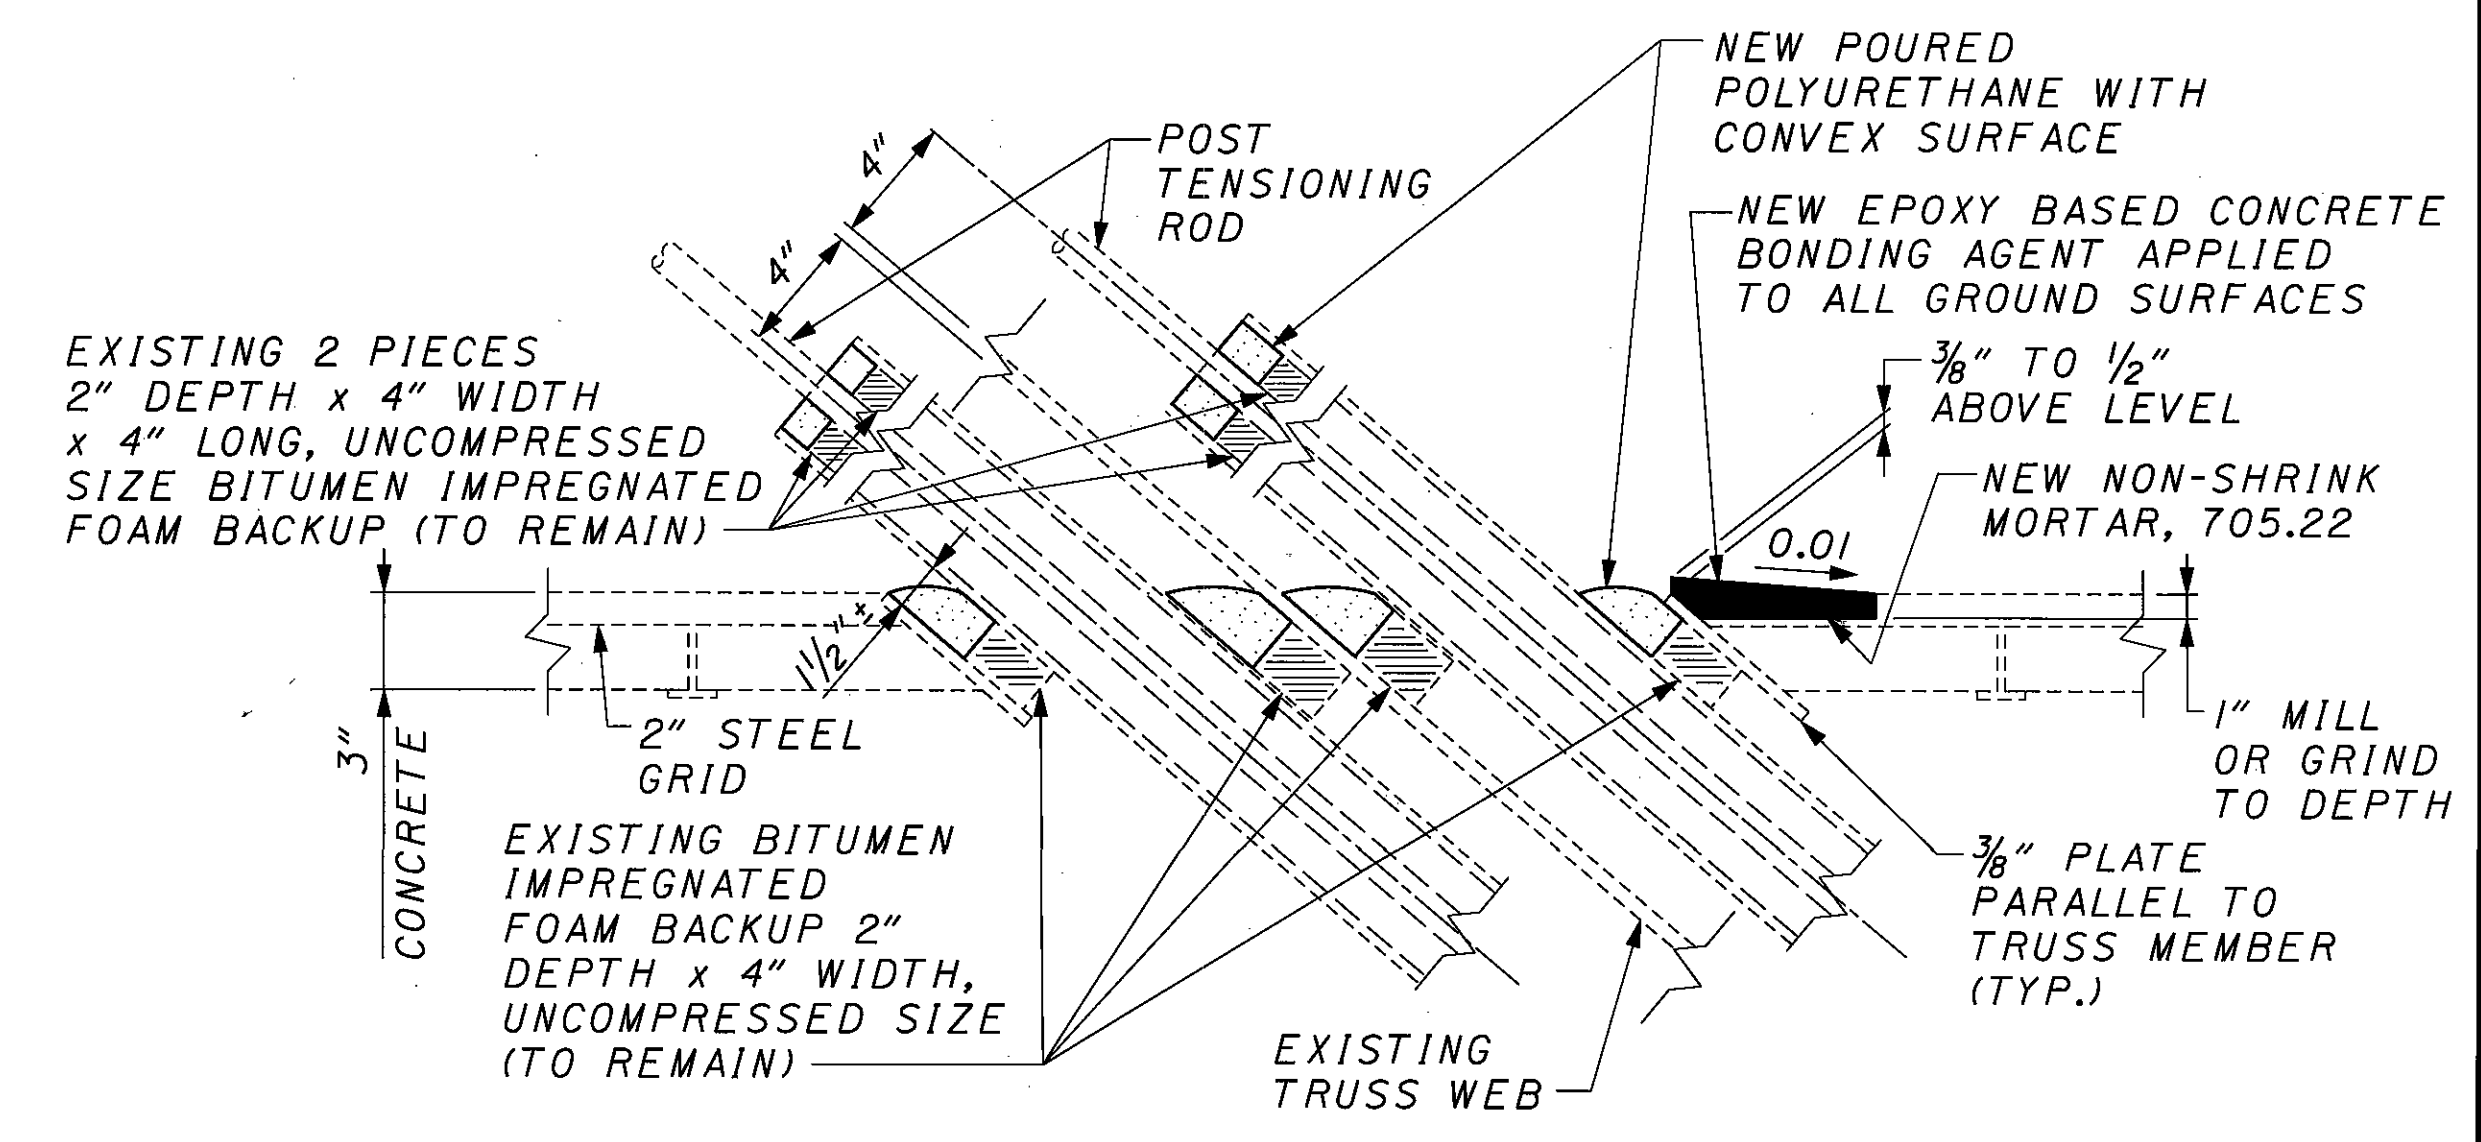 NEW POURED
POLYURETHANE WITH
CONVEX SURFACE
POST
TENSIONING
ROD
4"
4"
NEW EPOXY BASED CONCRETE
BONDING AGENT APPLIED
TO ALL GROUND SURFACES
EXISTING 2 PIECES
2" DEPTH x 4" WIDTH
x 4" LONG, UNCOMPRESSED
SIZE BITUMEN IMPREGNATED
FOAM BACKUP (TO REMAIN)
3/8" TO 1/2"
ABOVE LEVEL
NEW NON-SHRINK
MORTAR, 705.22
0.01
1 1/2" ±
3"
CONCRETE
2" STEEL
GRID
1" MILL
OR GRIND
TO DEPTH
EXISTING BITUMEN
IMPREGNATED
FOAM BACKUP 2"
DEPTH x 4" WIDTH,
UNCOMPRESSED SIZE
(TO REMAIN)
3/8" PLATE
PARALLEL TO
TRUSS MEMBER
(TYP.)
EXISTING
TRUSS WEB